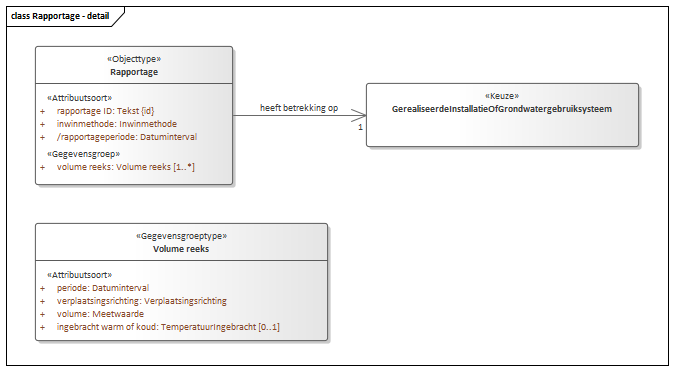 class Rapportage - detail
«Objecttype»
Rapportage
«Attribuutsoort»
+ rapportage ID: Tekst {id}
+ inwinmethode: Inwinmethode
+ /rapportageperiode: Datuminterval
«Gegevensgroep»
+ volume reeks: Volume reeks [1..*]
heeft betrekking op
1
«Keuze»
GerealiseerdeInstallatieOfGrondwatergebruiksysteem
«Gegevensgroeptype»
Volume reeks
«Attribuutsoort»
+ periode: Datuminterval
+ verplaatsingsrichting: Verplaatsingsrichting
+ volume: Meetwaarde
+ ingebracht warm of koud: TemperatuurIngebracht [0..1]